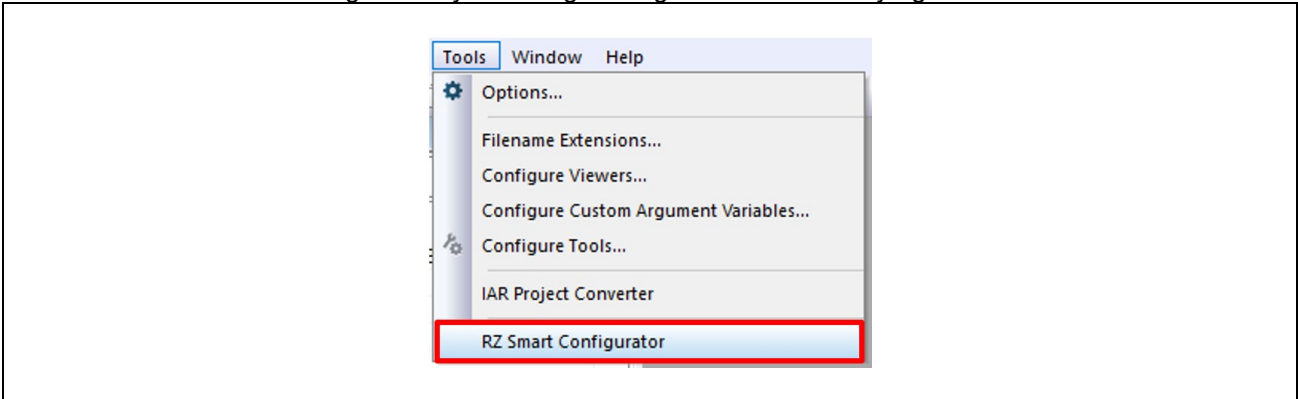 Tools Window Help
Options...
Filename Extensions...
Configure Viewers...
Configure Custom Argument Variables...
Configure Tools...
IAR Project Converter
RZ Smart Configurator